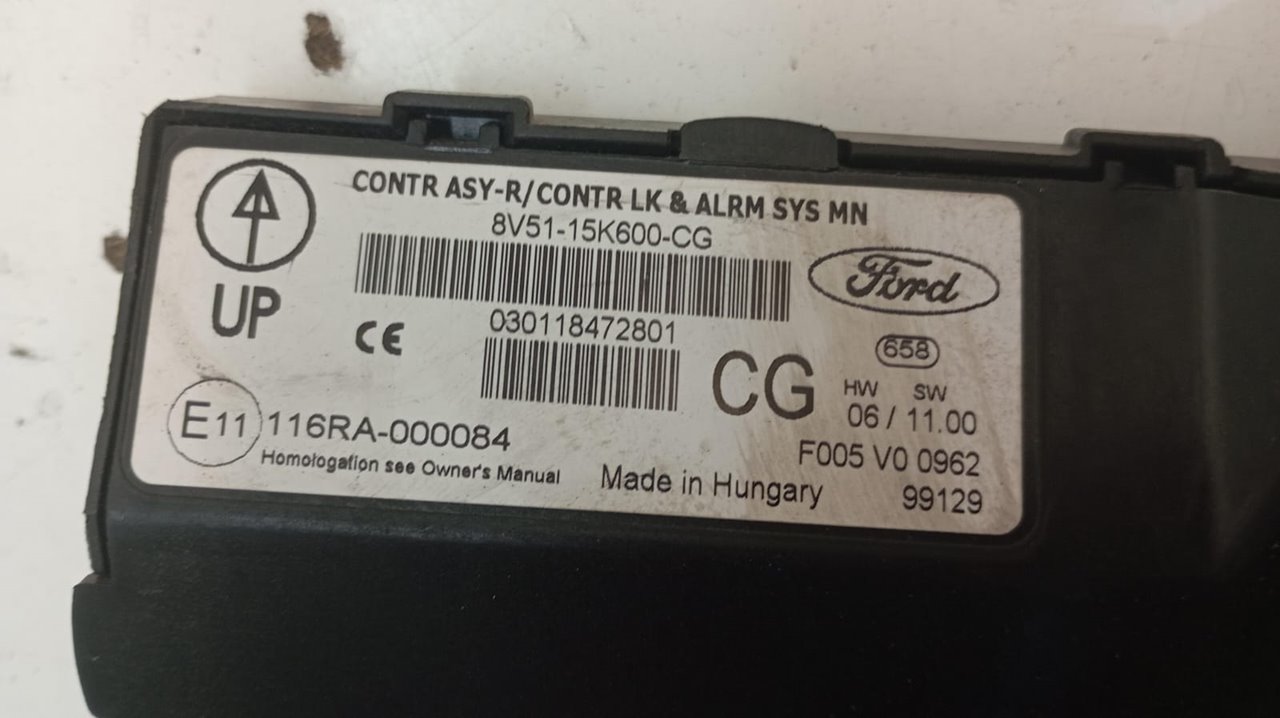 CONTR ASY-R/CONTR LK & ALRM SYS MN
8V51-15K600-CG
Ford
UP
CE
030118472801
658
CG
HW SW
06 / 11.00
E11 116RA-000084
F005 V0 0962
Homologation see Owner's Manual
Made in Hungary
99129